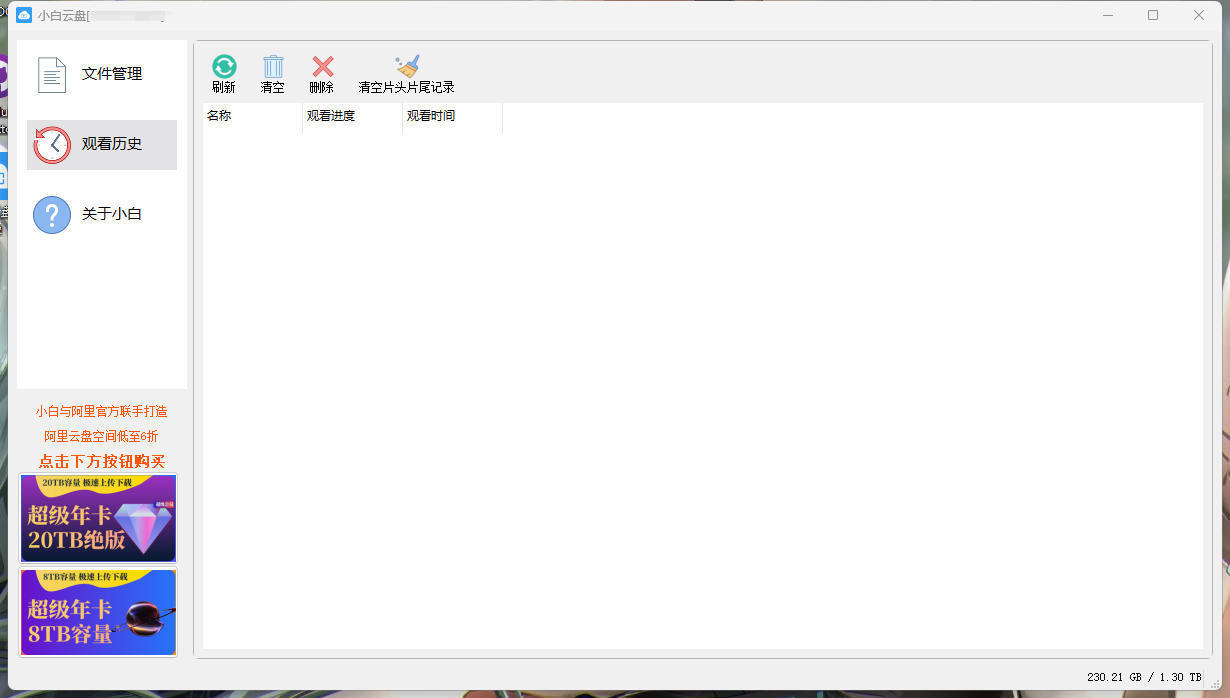 小白云盘[
文件管理
观看历史
关于小白
小白与阿里官方联手打造
阿里云盘空间低至6折
点击下方按钮购买
20TB容量 极速上传下载
超级年卡
20TB绝版
8TB容量 极速上传下载
超级年卡
8TB容量
刷新 清空 删除 清空片头片尾记录
名称 观看进度 观看时间
230.21 GB / 1.30 TB